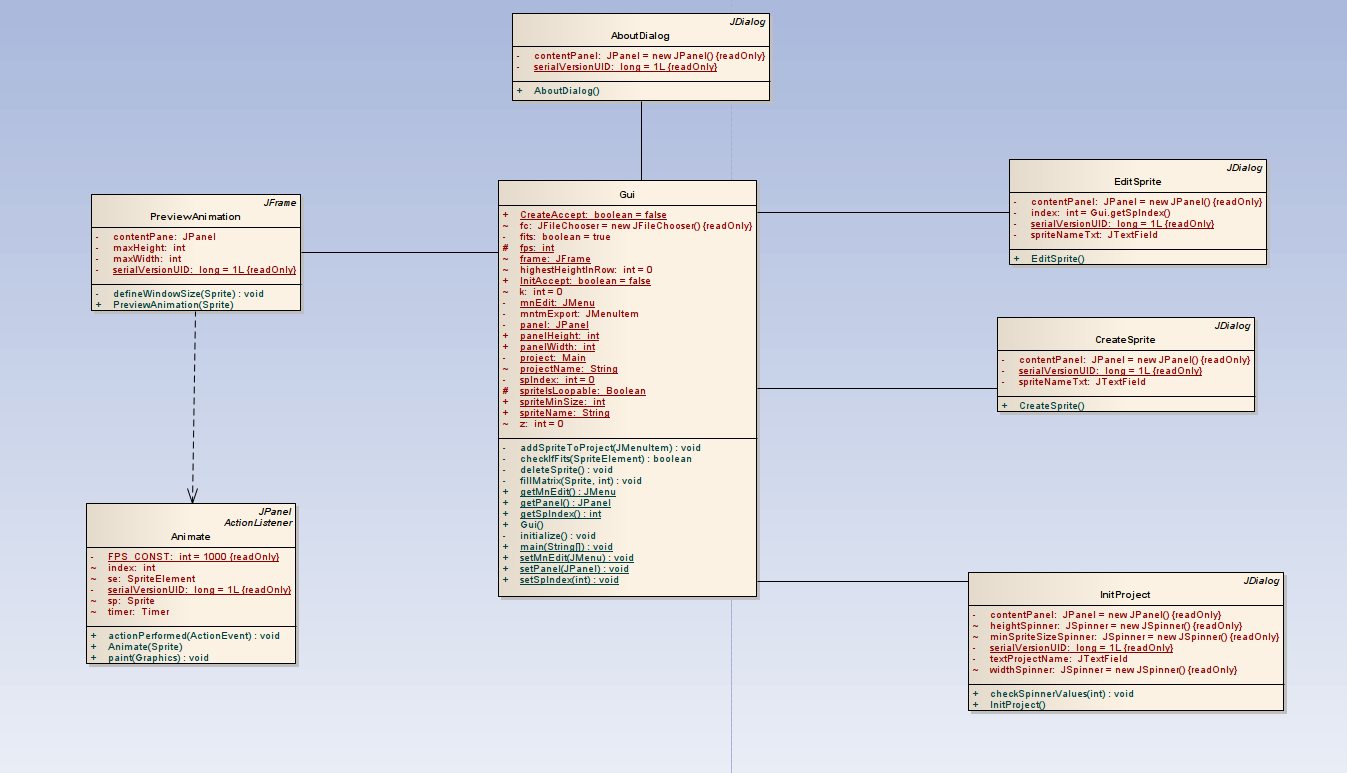 JDialog
AboutDialog
- contentPanel: JPanel = new JPanel() {readOnly}
- serialVersionUID: long = 1L {readOnly}
+ AboutDialog()
JFrame
PreviewAnimation
- contentPane: JPanel
- maxHeight: int
- maxWidth: int
- serialVersionUID: long = 1L {readOnly}
- defineWindowSize(Sprite) : void
+ PreviewAnimation(Sprite)
Gui
+ CreateAccept: boolean = false
~ fc: JFileChooser = new JFileChooser() {readOnly}
- fits: boolean = true
# fps: int
~ frame: JFrame
~ highestHeightInRow: int = 0
+ InitAccept: boolean = false
~ k: int = 0
- mnEdit: JMenu
- mntmExport: JMenuItem
- panel: JPanel
+ panelHeight: int
+ panelWidth: int
- project: Main
~ projectName: String
- spIndex: int = 0
# spriteIsLoopable: Boolean
+ spriteMinSize: int
+ spriteName: String
~ z: int = 0
- addSpriteToProject(JMenuItem) : void
- checkIfFits(SpriteElement) : boolean
- deleteSprite() : void
- fillMatrix(Sprite, int) : void
+ getMnEdit() : JMenu
+ getPanel() : JPanel
+ getSpIndex() : int
+ Gui()
- initialize() : void
+ main(String[]) : void
+ setMnEdit(JMenu) : void
+ setPanel(JPanel) : void
+ setSpIndex(int) : void
JDialog
EditSprite
- contentPanel: JPanel = new JPanel() {readOnly}
- index: int = Gui.getSpIndex()
- serialVersionUID: long = 1L {readOnly}
- spriteNameTxt: JTextField
+ EditSprite()
JDialog
CreateSprite
- contentPanel: JPanel = new JPanel() {readOnly}
- serialVersionUID: long = 1L {readOnly}
- spriteNameTxt: JTextField
+ CreateSprite()
JPanel
ActionListener
Animate
- FPS_CONST: int = 1000 {readOnly}
~ index: int
~ se: SpriteElement
- serialVersionUID: long = 1L {readOnly}
~ sp: Sprite
~ timer: Timer
+ actionPerformed(ActionEvent) : void
+ Animate(Sprite)
+ paint(Graphics) : void
JDialog
InitProject
- contentPanel: JPanel = new JPanel() {readOnly}
~ heightSpinner: JSpinner = new JSpinner() {readOnly}
~ minSpriteSizeSpinner: JSpinner = new JSpinner() {readOnly}
- serialVersionUID: long = 1L {readOnly}
- textProjectName: JTextField
~ widthSpinner: JSpinner = new JSpinner() {readOnly}
+ checkSpinnerValues(int) : void
+ InitProject()